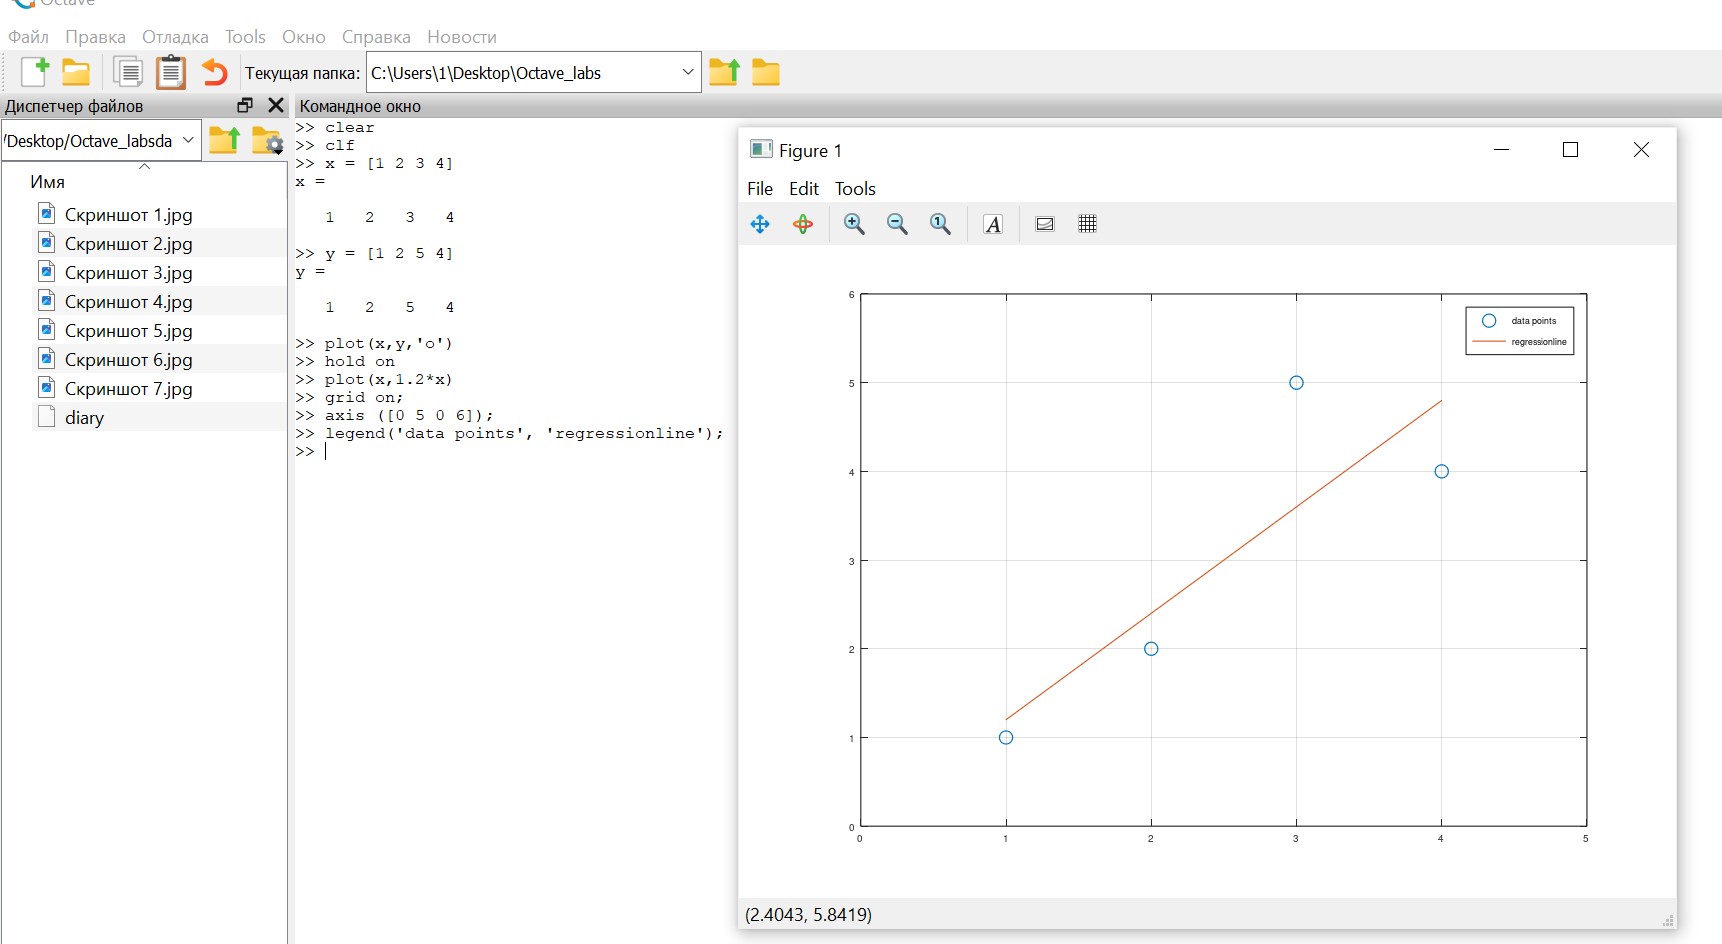 Octave
Файл Правка Отладка Tools Окно Справка Новости
Текущая папка: C:\Users\1\Desktop\Octave_labs
Диспетчер файлов
/Desktop/Octave_labsda
Имя
Скриншот 1.jpg
Скриншот 2.jpg
Скриншот 3.jpg
Скриншот 4.jpg
Скриншот 5.jpg
Скриншот 6.jpg
Скриншот 7.jpg
diary
Командное окно
>> clear
>> clf
>> x = [1 2 3 4]
x =
1 2 3 4
>> y = [1 2 5 4]
y =
1 2 5 4
>> plot(x,y,'o')
>> hold on
>> plot(x,1.2*x)
>> grid on;
>> axis ([0 5 0 6]);
>> legend('data points', 'regressionline');
>>
Figure 1
File Edit Tools
A
6
5
4
3
2
1
0
0 1 2 3 4 5
data points
regressionline
(2.4043, 5.8419)